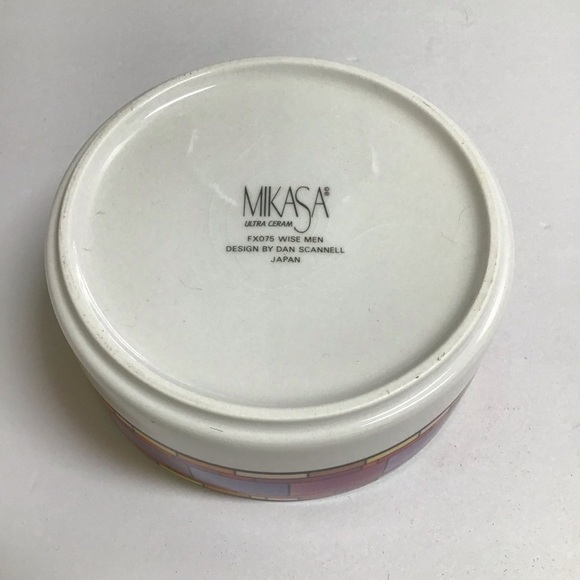 MIKASA®©
ULTRA CERAM
FX075 WISE MEN
DESIGN BY DAN SCANNELL
JAPAN